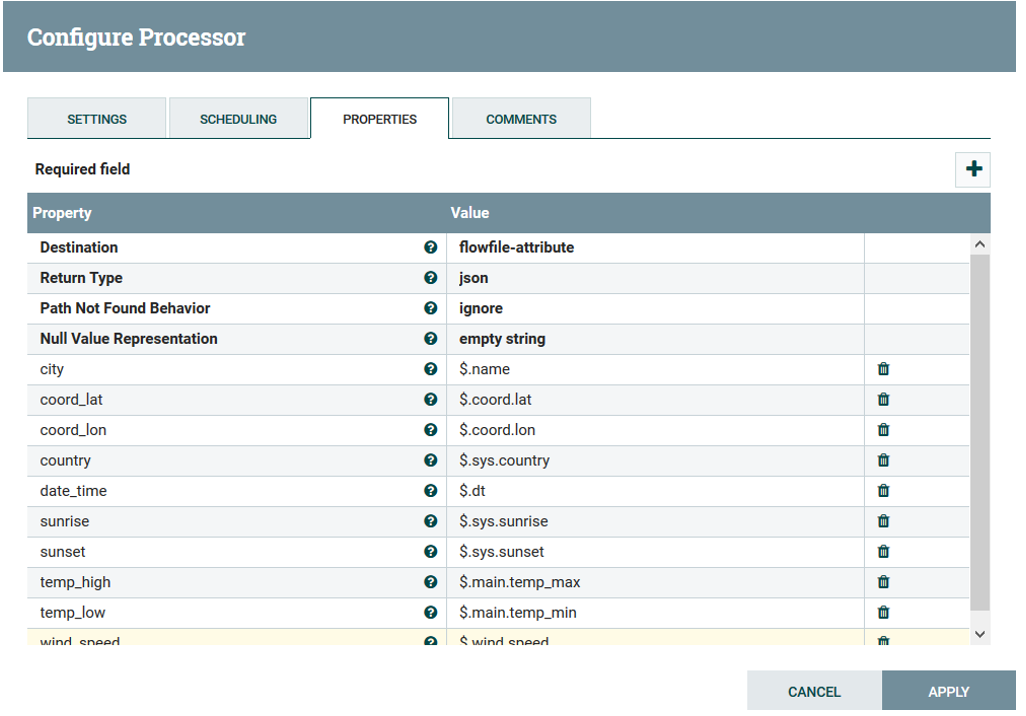 Configure Processor
SETTINGS SCHEDULING PROPERTIES COMMENTS
Required field
Property Value
Destination flowfile-attribute
Return Type json
Path Not Found Behavior ignore
Null Value Representation empty string
city $.name
coord_lat $.coord.lat
coord_lon $.coord.lon
country $.sys.country
date_time $.dt
sunrise $.sys.sunrise
sunset $.sys.sunset
temp_high $.main.temp_max
temp_low $.main.temp_min
wind_speed $.wind.speed
CANCEL APPLY